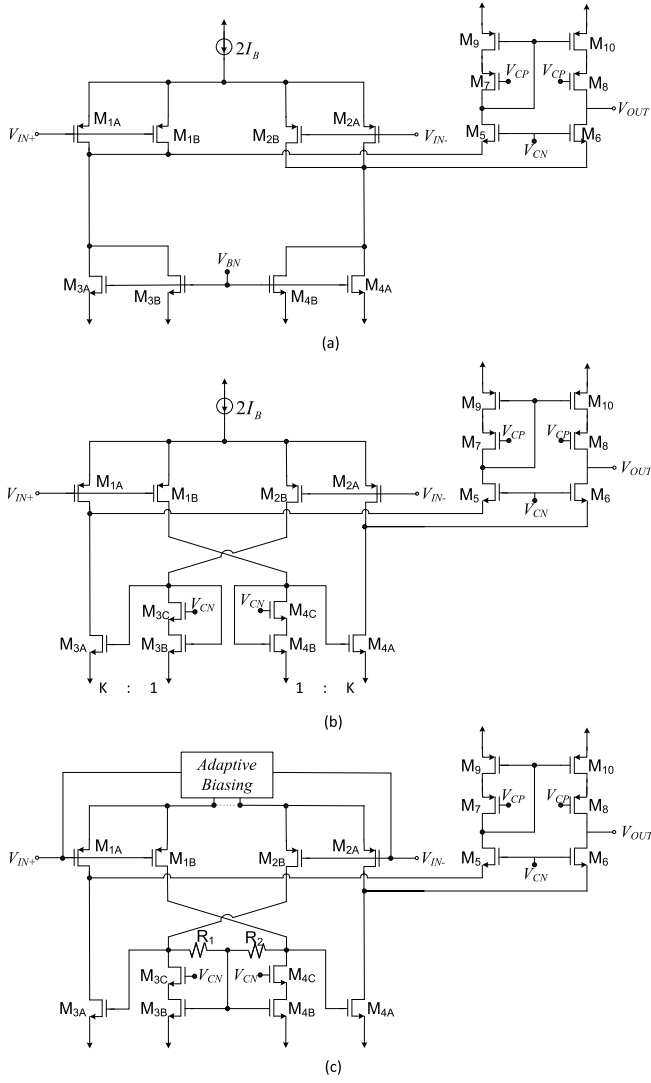 M9 M10
2I_B
M7 V_CP V_CP M8
V_OUT
M1A M2A
V_IN+ M1B M2B V_IN-
M5 M6
V_CN
V_BN
M3A M3B M4B M4A
(a)
M9 M10
2I_B
M7 V_CP V_CP M8
V_OUT
M1A M2A
V_IN+ M1B M2B V_IN-
M5 M6
V_CN
M3C V_CN V_CN M4C
M3A M3B M4B M4A
K : 1 1 : K
(b)
M9 M10
Adaptive
Biasing
M7 V_CP V_CP M8
V_OUT
M1A M2A
V_IN+ M1B M2B V_IN-
M5 M6
V_CN
R1 R2
M3C V_CN V_CN M4C
M3A M3B M4B M4A
(c)